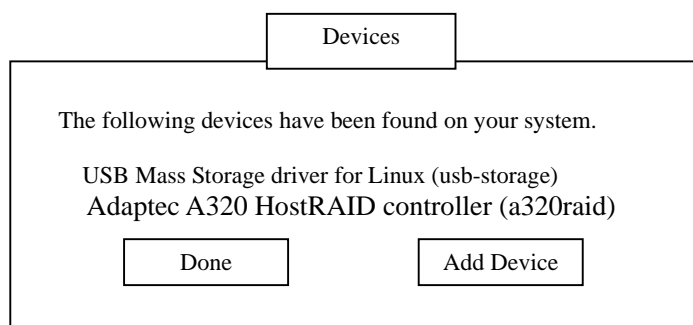 Devices
The following devices have been found on your system.
USB Mass Storage driver for Linux (usb-storage)
Adaptec A320 HostRAID controller (a320raid)
Done
Add Device